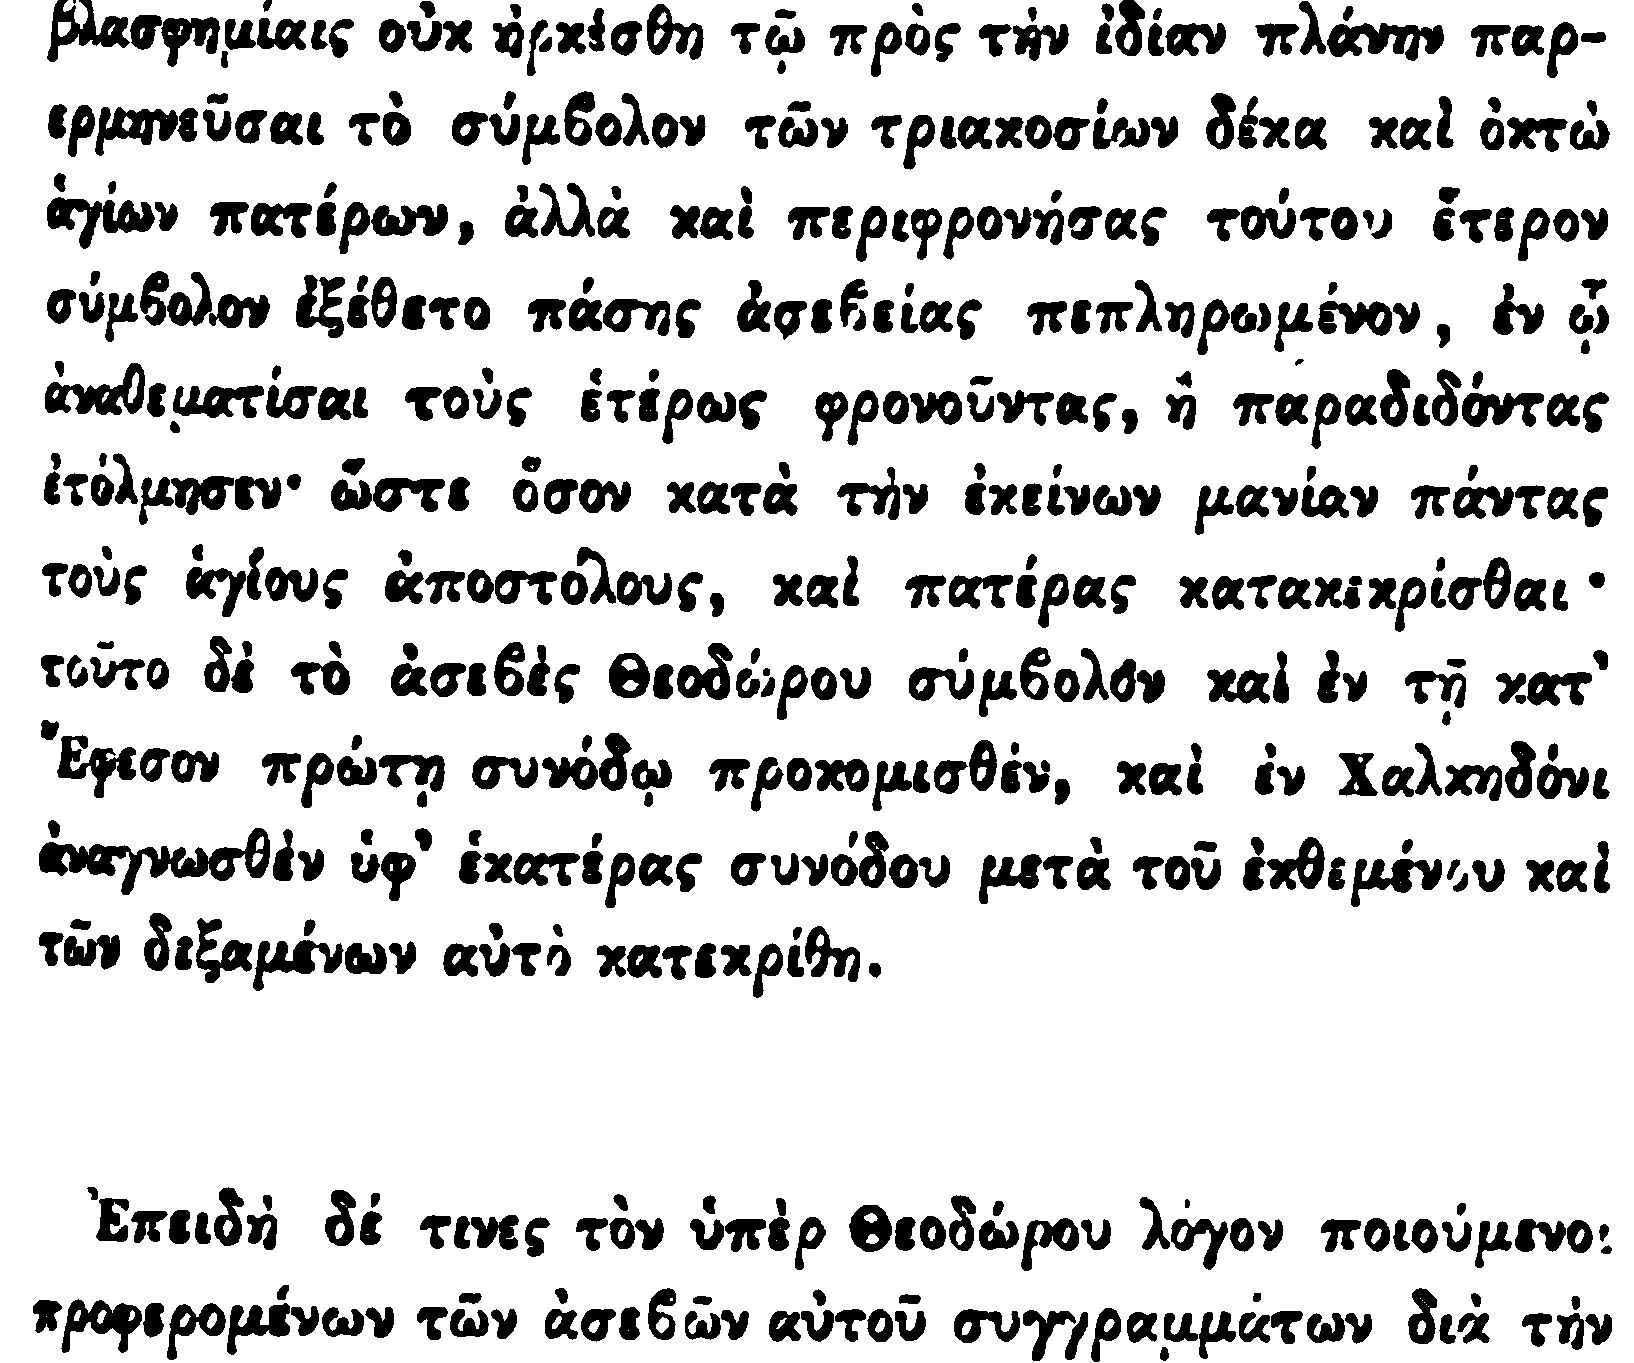 βλασφημίαις οὐκ ἠρκέσθη τῷ πρὸς τὴν ἰδίαν πλάνην παρ-
ερμηνεῦσαι τὸ σύμϐολον τῶν τριακοσίων δέκα καὶ ὀκτὼ
ἁγίων πατέρων, ἀλλὰ καὶ περιφρονήσας τούτου ἕτερον
σύμϐολον ἐξέθετο πάσης ἀσεϐείας πεπληρωμένον, ἐν ᾧ
ἀναθεματίσαι τοὺς ἑτέρως φρονοῦντας, ἢ παραδιδόντας
ἐτόλμησεν· ὥστε ὅσον κατὰ τὴν ἐκείνων μανίαν πάντας
τοὺς ἁγίους ἀποστόλους, καὶ πατέρας κατακεκρίσθαι·
τοῦτο δὲ τὸ ἀσεϐὲς Θεοδώρου σύμϐολον καὶ ἐν τῇ κατ’
Ἔφεσον πρώτῃ συνόδῳ προκομισθὲν, καὶ ἐν Χαλκηδόνι
ἀναγνωσθὲν ὑφ’ ἑκατέρας συνόδου μετὰ τοῦ ἐκθεμένου καὶ
τῶν δεξαμένων αὐτὸ κατεκρίθη.
Ἐπειδὴ δέ τινες τὸν ὑπὲρ Θεοδώρου λόγον ποιούμενοι
προφερομένων τῶν ἀσεϐῶν αὐτοῦ συγγραμμάτων διὰ τὴν